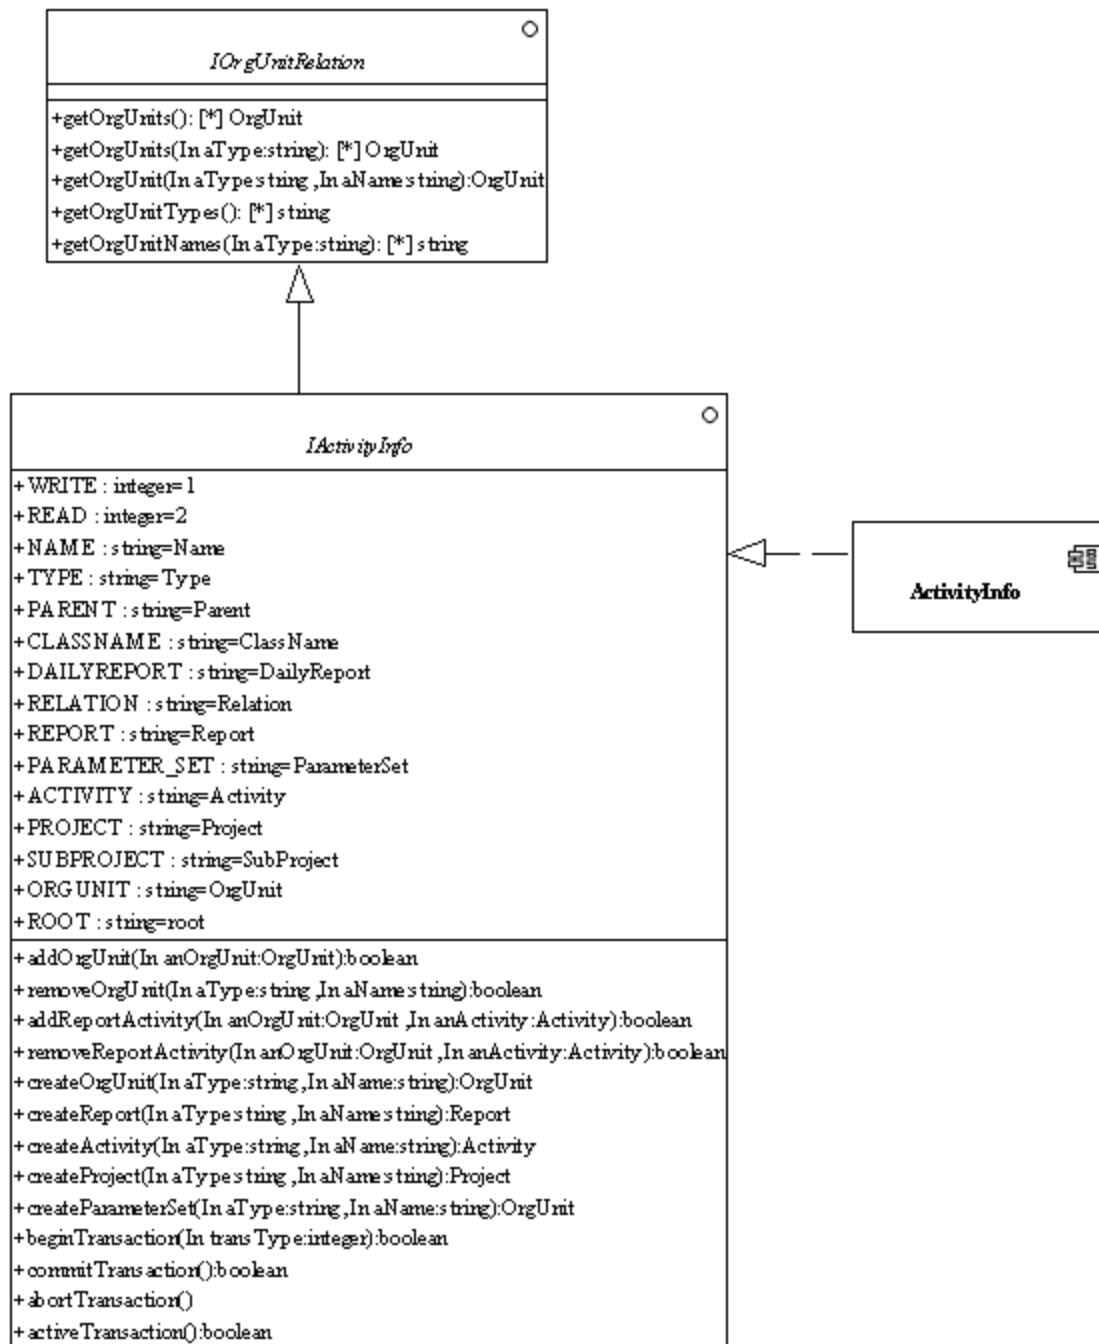 IOrgUnitRelation
+getOrgUnits(): [*] OrgUnit
+getOrgUnits(In aType:string): [*] OrgUnit
+getOrgUnit(In aType:string ,In aName:string):OrgUnit
+getOrgUnitTypes(): [*] string
+getOrgUnitNames(In aType:string): [*] string
IActivityInfo
+WRITE : integer=1
+READ : integer=2
+NAME : string=Name
+TYPE : string=Type
+PARENT : string=Parent
+CLASSNAME : string=ClassName
+DAILYREPORT : string=DailyReport
+RELATION : string=Relation
+REPORT : string=Report
+PARAMETER_SET : string=ParameterSet
+ACTIVITY : string=Activity
+PROJECT : string=Project
+SUBPROJECT : string=SubProject
+ORGUNIT : string=OrgUnit
+ROOT : string=root
ActivityInfo
+addOrgUnit(In anOrgUnit:OrgUnit):boolean
+removeOrgUnit(In aType:string ,In aName:string):boolean
+addReportActivity(In anOrgUnit:OrgUnit ,In anActivity:Activity):boolean
+removeReportActivity(In anOrgUnit:OrgUnit ,In anActivity:Activity):boolean
+createOrgUnit(In aType:string ,In aName:string):OrgUnit
+createReport(In aType:string ,In aName:string):Report
+createActivity(In aType:string ,In aName:string):Activity
+createProject(In aType:string ,In aName:string):Project
+createParameterSet(In aType:string ,In aName:string):OrgUnit
+beginTransaction(In transType:integer):boolean
+commitTransaction():boolean
+abortTransaction()
+activeTransaction():boolean